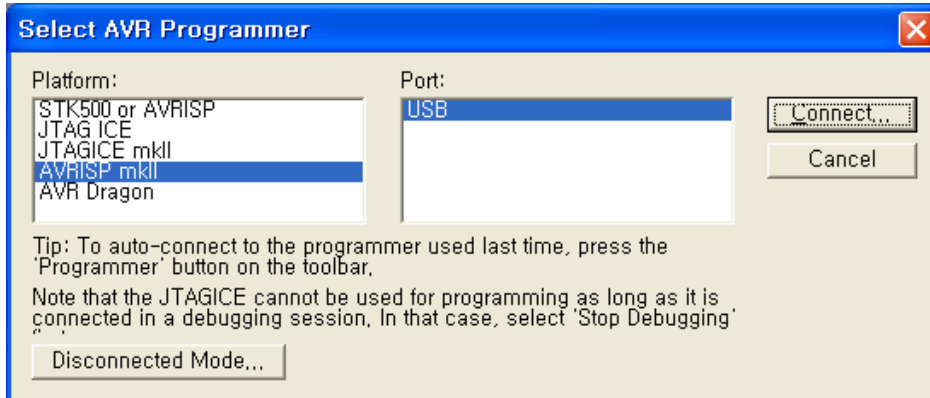 Select AVR Programmer
Platform:
Port:
STK500 or AVRISP
JTAG ICE
JTAGICE mkII
AVRISP mkII
AVR Dragon
USB
Connect...
Cancel
Tip: To auto-connect to the programmer used last time, press the
'Programmer' button on the toolbar.
Note that the JTAGICE cannot be used for programming as long as it is
connected in a debugging session. In that case, select 'Stop Debugging'
Disconnected Mode...